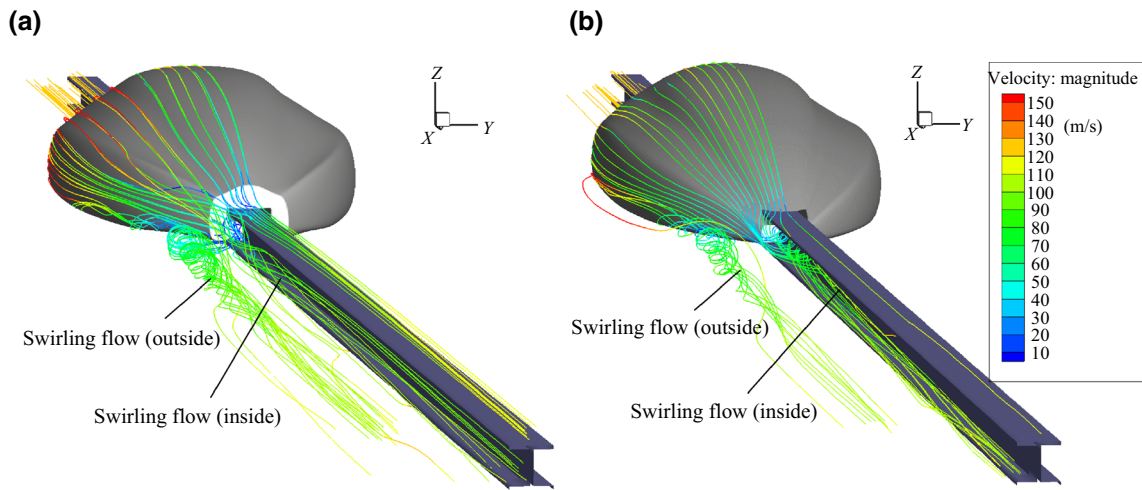 (a)
Z
X
Y
Swirling flow (outside)
Swirling flow (inside)
(b)
Z
X
Y
Swirling flow (outside)
Swirling flow (inside)
Velocity: magnitude
(m/s)
150
140
130
120
110
100
90
80
70
60
50
40
30
20
10